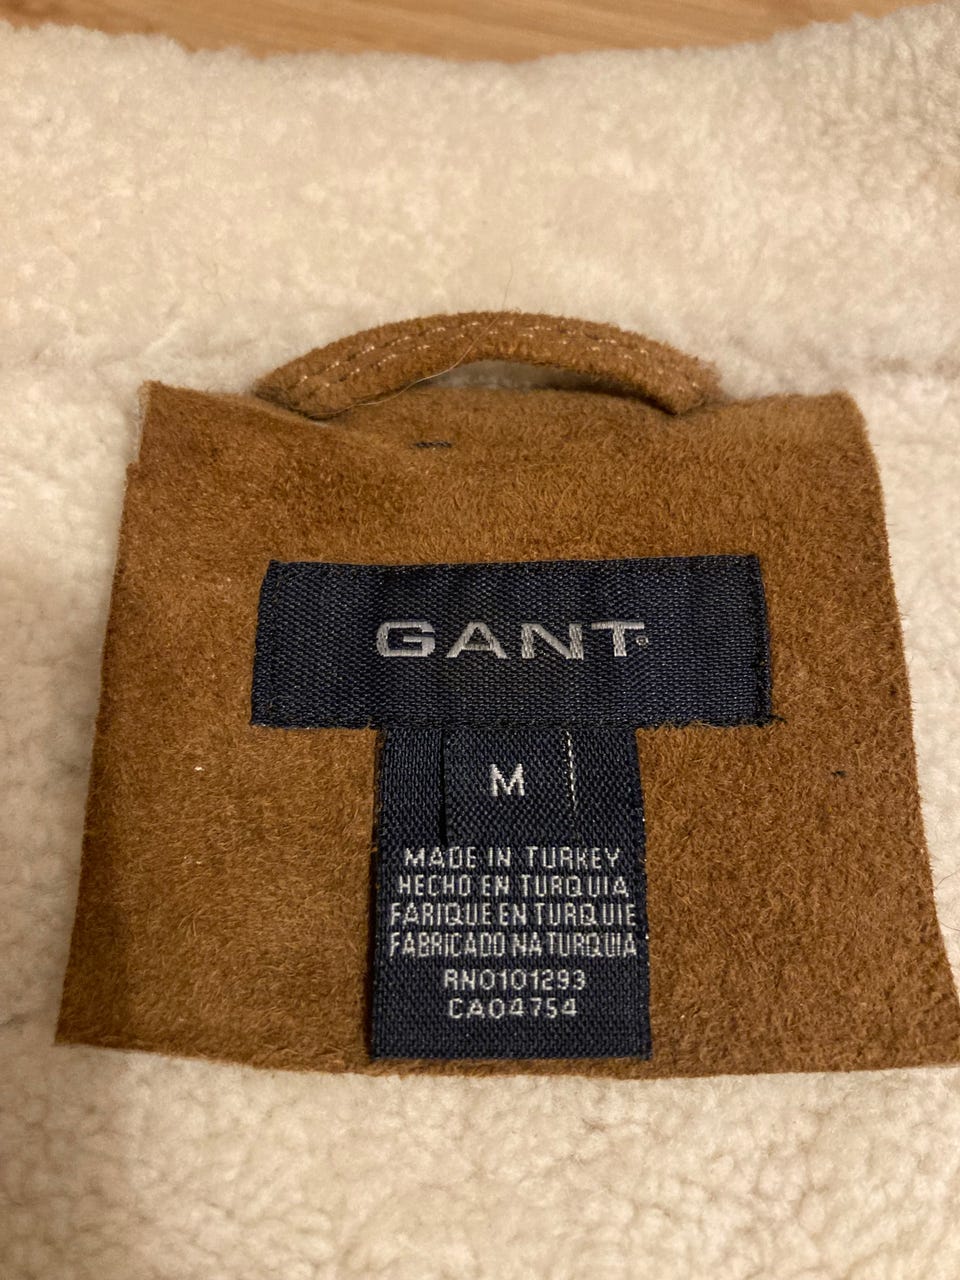 GANT
M
MADE IN TURKEY
HECHO EN TURQUIA
FARIQUE EN TURQUIE
FABRICADO NA TURQUIA
RN0101293
CA04754